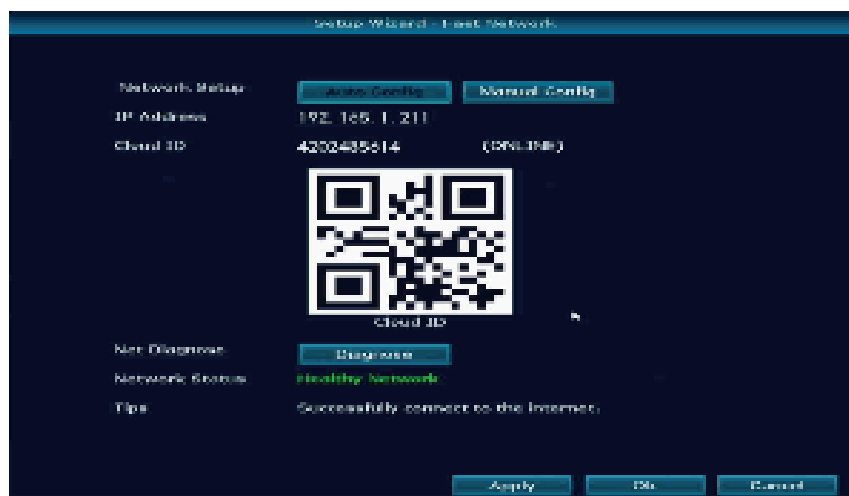 Setup Wizard - Fast Network
Network Setup Auto Config Manual Config
IP Address 192. 168. 1. 211
Cloud ID 4202485614 (ONLINE)
Cloud ID
Net Diagnose Diagnose
Network Status Healthy Network
Tips Successfully connect to the internet.
Apply Ok Cancel